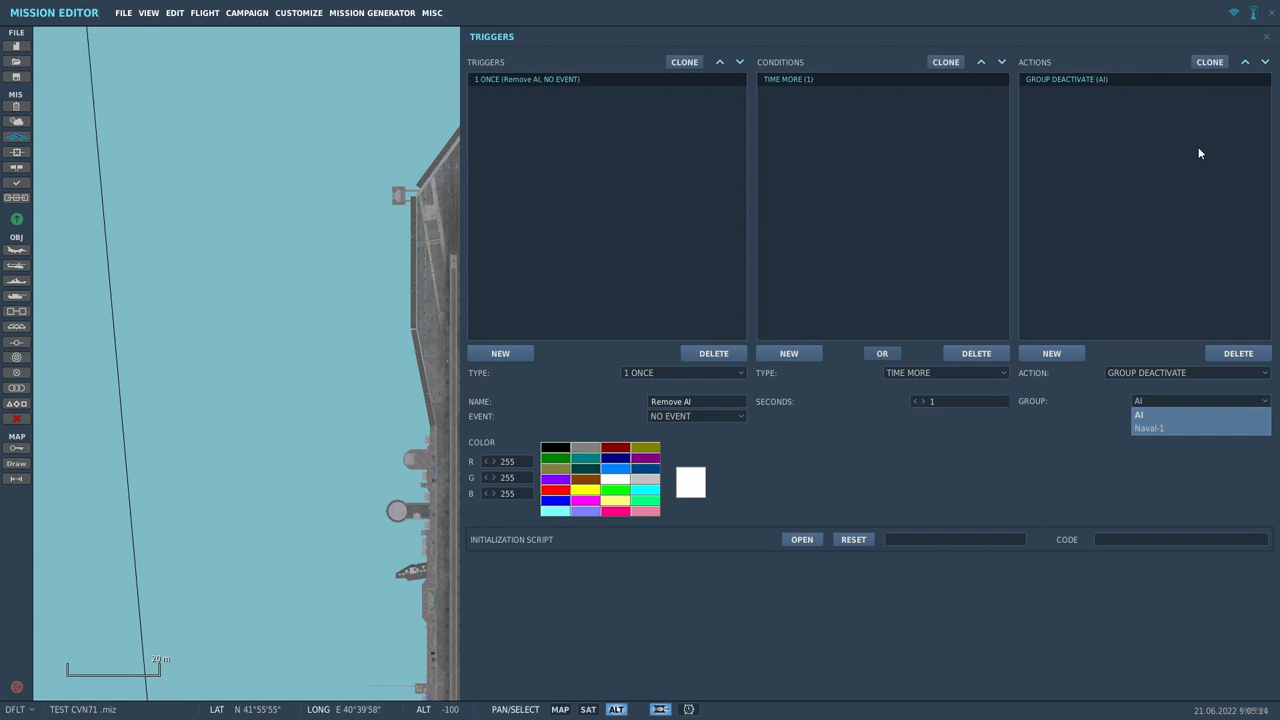 MISSION EDITOR FILE VIEW EDIT FLIGHT CAMPAIGN CUSTOMIZE MISSION GENERATOR MISC
FILE
MIS
OBJ
MAP
Draw
TRIGGERS
TRIGGERS CLONE
CONDITIONS CLONE
ACTIONS CLONE
1 ONCE (Remove AI, NO EVENT)
TIME MORE (1)
GROUP DEACTIVATE (AI)
NEW DELETE
NEW OR DELETE
NEW DELETE
TYPE: 1 ONCE
TYPE: TIME MORE
ACTION: GROUP DEACTIVATE
NAME: Remove AI
SECONDS: 1
GROUP: AI
EVENT: NO EVENT
AI
Naval-1
COLOR
R 255
G 255
B 255
INITIALIZATION SCRIPT OPEN RESET CODE
20 m
DFLT TEST CVN71 .miz LAT N 41°55'55" LONG E 40°39'58" ALT -100 PAN/SELECT MAP SAT ALT 21.06.2022